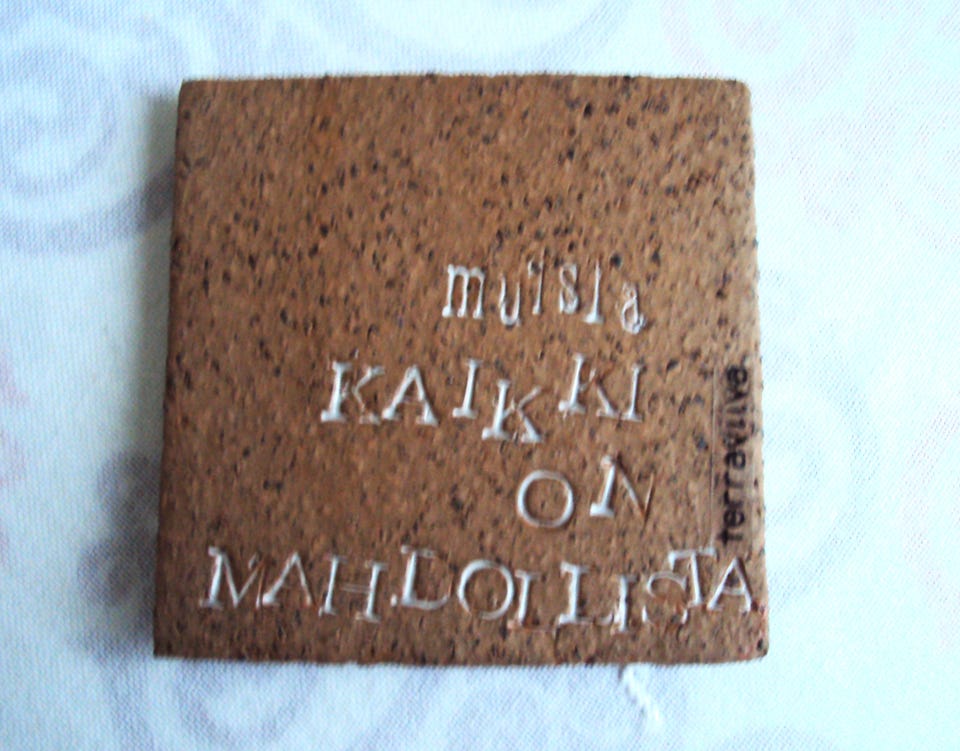 muista
KAIKKI
ON
MAHDOLLISTA
terraviiva